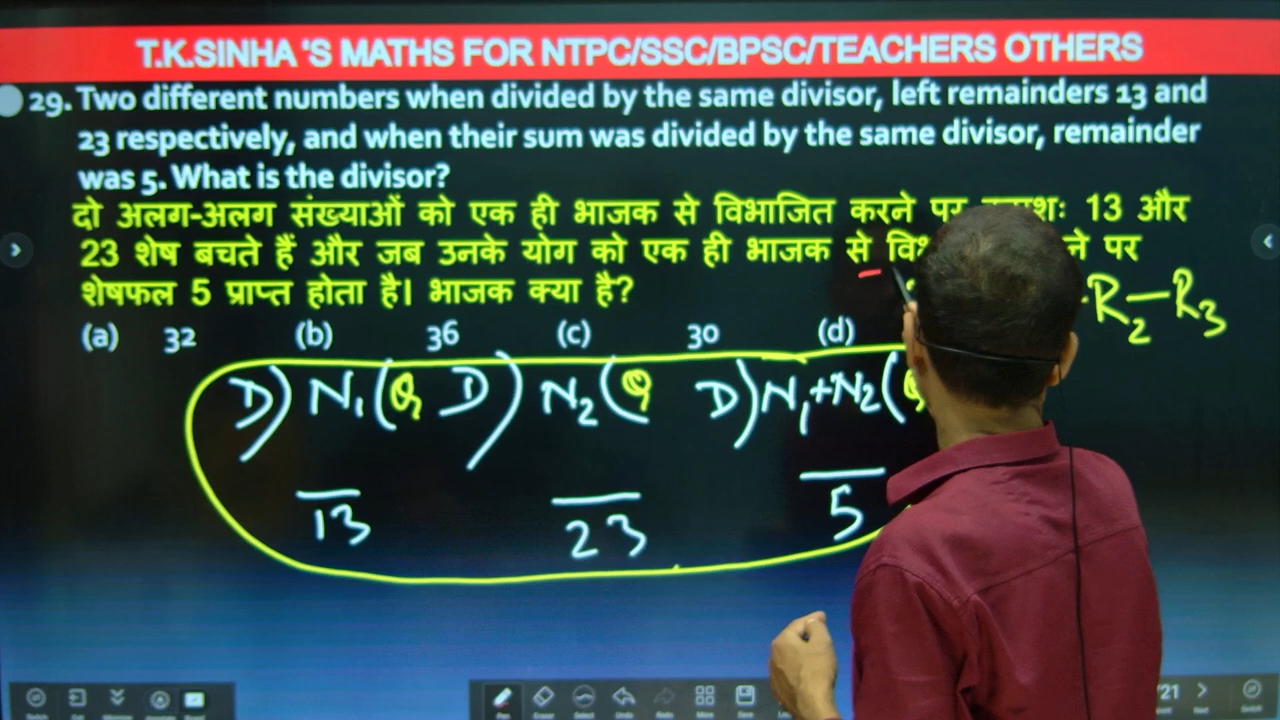 T.K.SINHA 'S MATHS FOR NTPC/SSC/BPSC/TEACHERS OTHERS
29. Two different numbers when divided by the same divisor, left remainders 13 and
23 respectively, and when their sum was divided by the same divisor, remainder
was 5. What is the divisor?
दो अलग-अलग संख्याओं को एक ही भाजक से विभाजित करने पर 13 और
23 शेष बचते हैं और जब उनके योग को एक ही भाजक से पर
शेषफल 5 प्राप्त होता है। भाजक क्या है?
R₂ – R₃
(a) 32 (b) 36 (c) 30 (d)
D) N₁ (Q D) N₂ (Q D) N₁+N₂ (
13 23 5